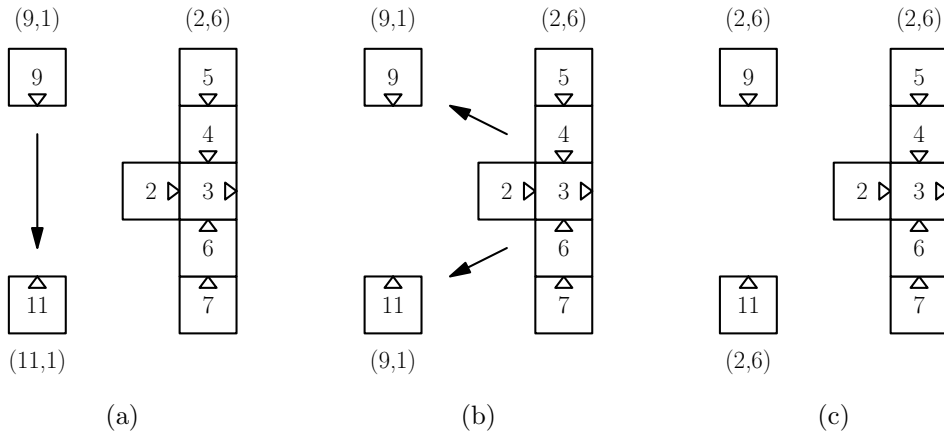 (9,1) (2,6) (9,1) (2,6) (2,6) (2,6)
9 5 9 5 9 5
4 4 4
2 3 2 3 2 3
6 6 6
11 7 11 7 11 7
(11,1) (9,1) (2,6)
(a) (b) (c)